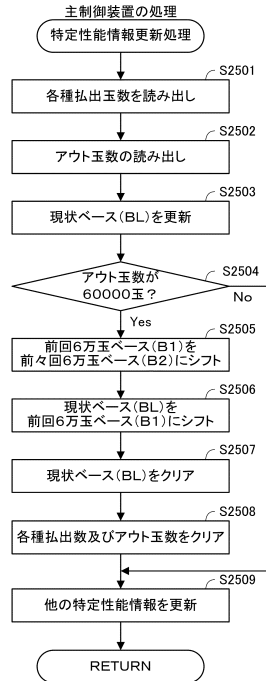 主制御装置の処理
特定性能情報更新処理
S2501
各種払出玉数を読み出し
S2502
アウト玉数の読み出し
S2503
現状ベース(BL)を更新
S2504
アウト玉数が
60000玉?
No
Yes
S2505
前回6万玉ベース(B1)を
前々回6万玉ベース(B2)にシフト
S2506
現状ベース(BL)を
前回6万玉ベース(B1)にシフト
S2507
現状ベース(BL)をクリア
S2508
各種払出数及びアウト玉数をクリア
S2509
他の特定性能情報を更新
RETURN